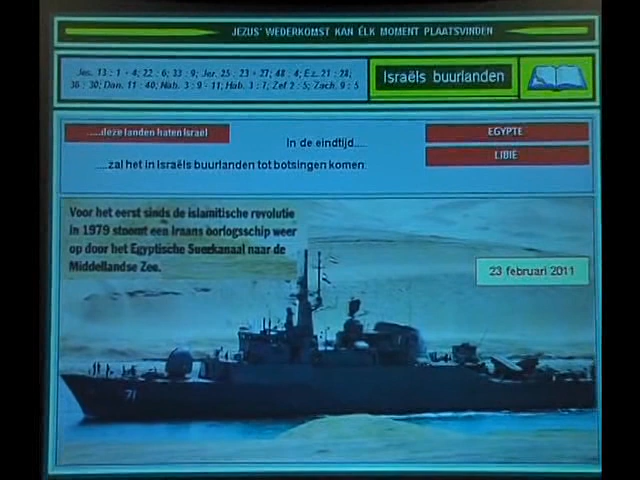 JEZUS' WEDERKOMST KAN ÉLK MOMENT PLAATSVINDEN
Jes. 13 : 1 - 4; 22 : 6; 33 : 9; Jer. 25 : 23 + 27; 48 : 4; Ez. 21 : 28;
36 : 30; Dan. 11 : 40; Nah. 3 : 9 - 11; Hab. 3 : 7; Zef 2 : 5; Zach. 9 : 5
Israëls buurlanden
......deze landen haten Israël
In de eindtijd....
....zal het in Israëls buurlanden tot botsingen komen
EGYPTE
LIBIË
Voor het eerst sinds de islamitische revolutie
in 1979 stoomt een Iraans oorlogsschip weer
op door het Egyptische Suezkanaal naar de
Middellandse Zee.
23 februari 2011
71